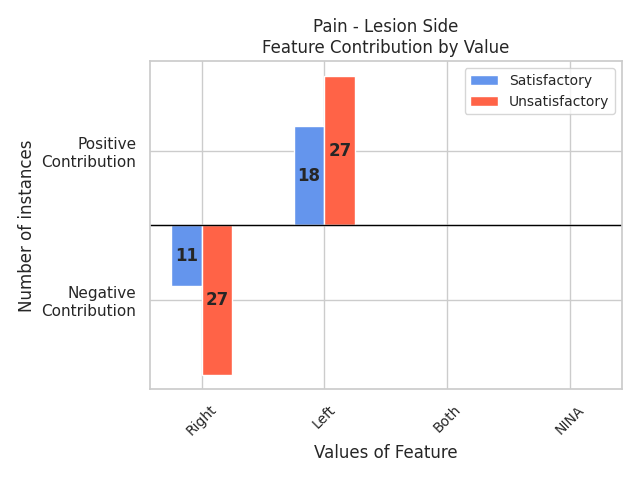 Pain - Lesion Side
Feature Contribution by Value
Satisfactory
Unsatisfactory
Number of instances
Positive
Contribution
Negative
Contribution
18
27
11
27
Right
Left
Both
NINA
Values of Feature